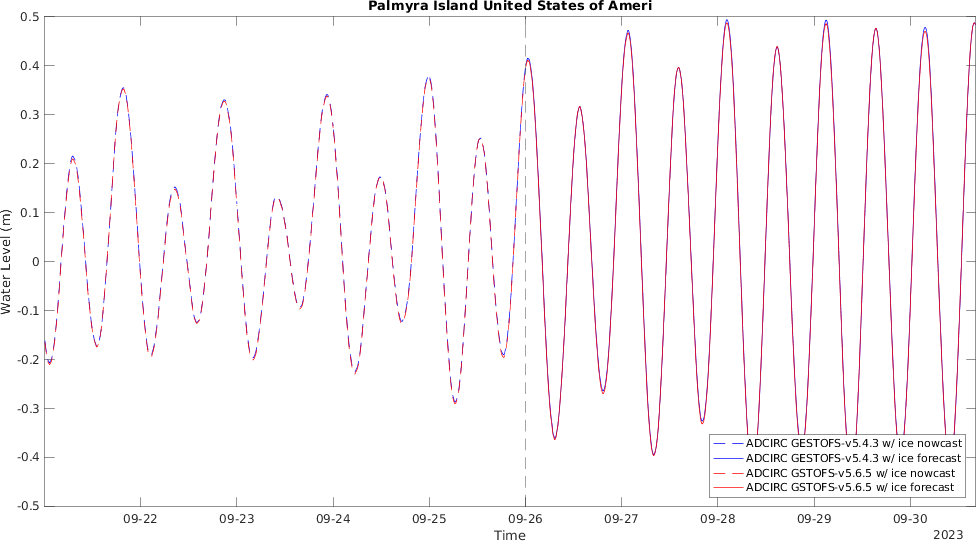 Palmyra Island United States of Ameri
0.5
0.4
0.3
0.2
0.1
0
-0.1
-0.2
-0.3
-0.4
-0.5
Water Level (m)
09-22 09-23 09-24 09-25 09-26 09-27 09-28 09-29 09-30
Time
2023
ADCIRC GESTOFS-v5.4.3 w/ ice nowcast
ADCIRC GESTOFS-v5.4.3 w/ ice forecast
ADCIRC GSTOFS-v5.6.5 w/ ice nowcast
ADCIRC GSTOFS-v5.6.5 w/ ice forecast